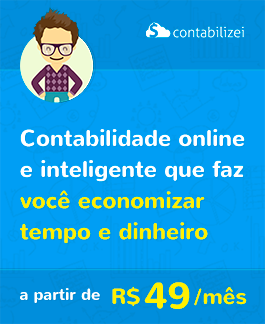 contabilizei
Contabilidade online
e inteligente que faz
você economizar
tempo e dinheiro
a partir de R$ 49/mês